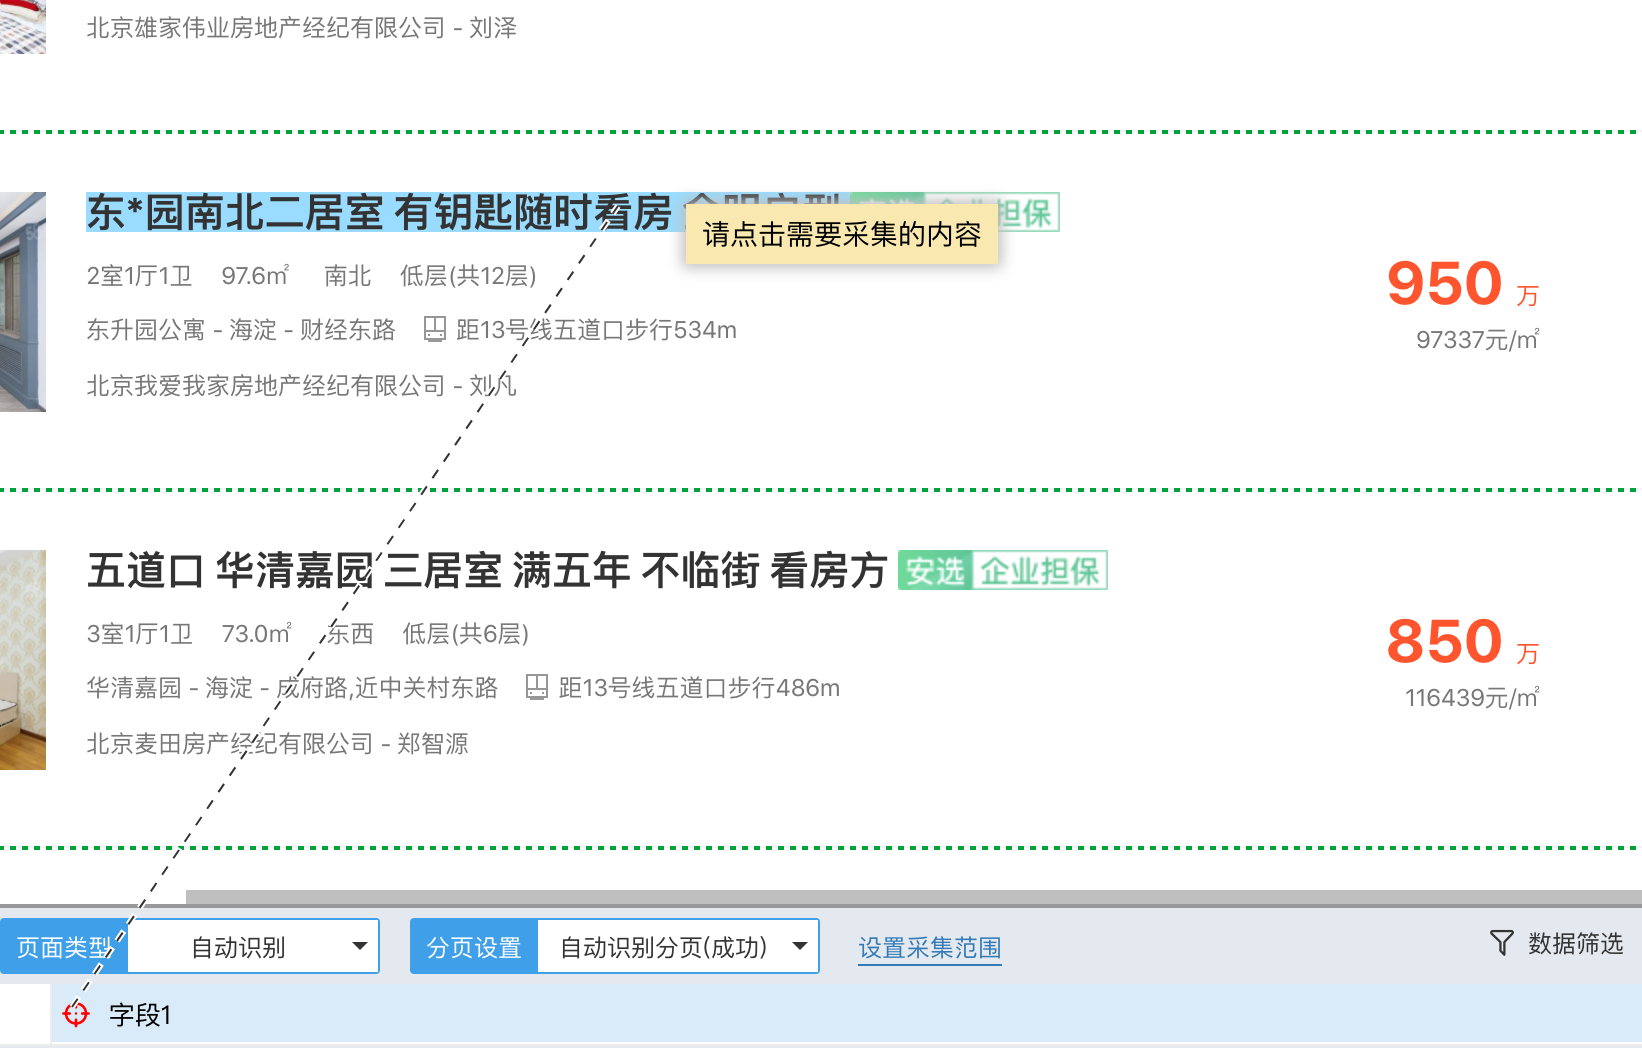 北京雄家伟业房地产经纪有限公司 - 刘泽
东*园南北二居室 有钥匙随时看房
担保
请点击需要采集的内容
2室1厅1卫 97.6㎡ 南北 低层(共12层)
950 万
东升园公寓 - 海淀 - 财经东路 距13号线五道口步行534m
97337元/㎡
北京我爱我家房地产经纪有限公司 - 刘凡
五道口 华清嘉园 三居室 满五年 不临街 看房方 安选 企业担保
3室1厅1卫 73.0㎡ 东西 低层(共6层)
850 万
华清嘉园 - 海淀 - 成府路,近中关村东路 距13号线五道口步行486m
116439元/㎡
北京麦田房产经纪有限公司 - 郑智源
页面类型 自动识别 分页设置 自动识别分页(成功) 设置采集范围 数据筛选
字段1